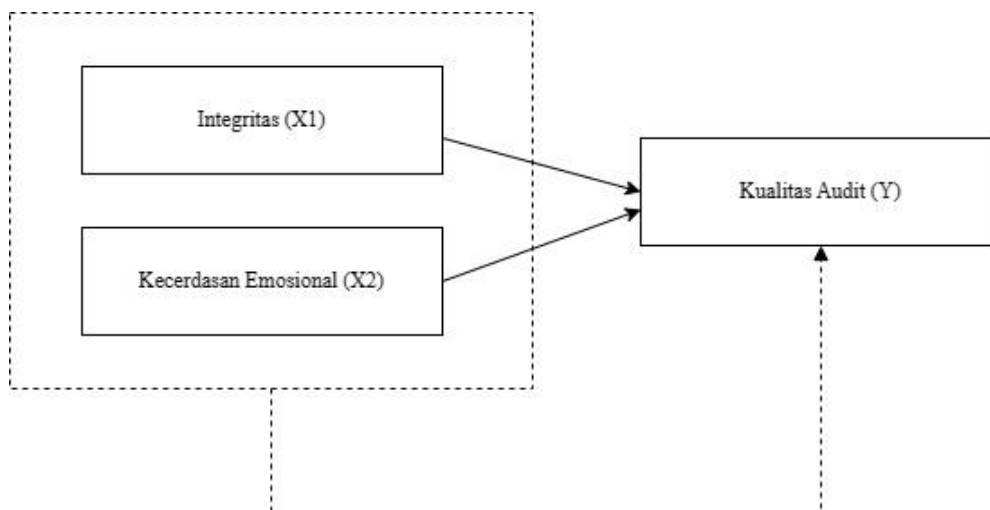 Integritas (X1)
Kualitas Audit (Y)
Kecerdasan Emosional (X2)